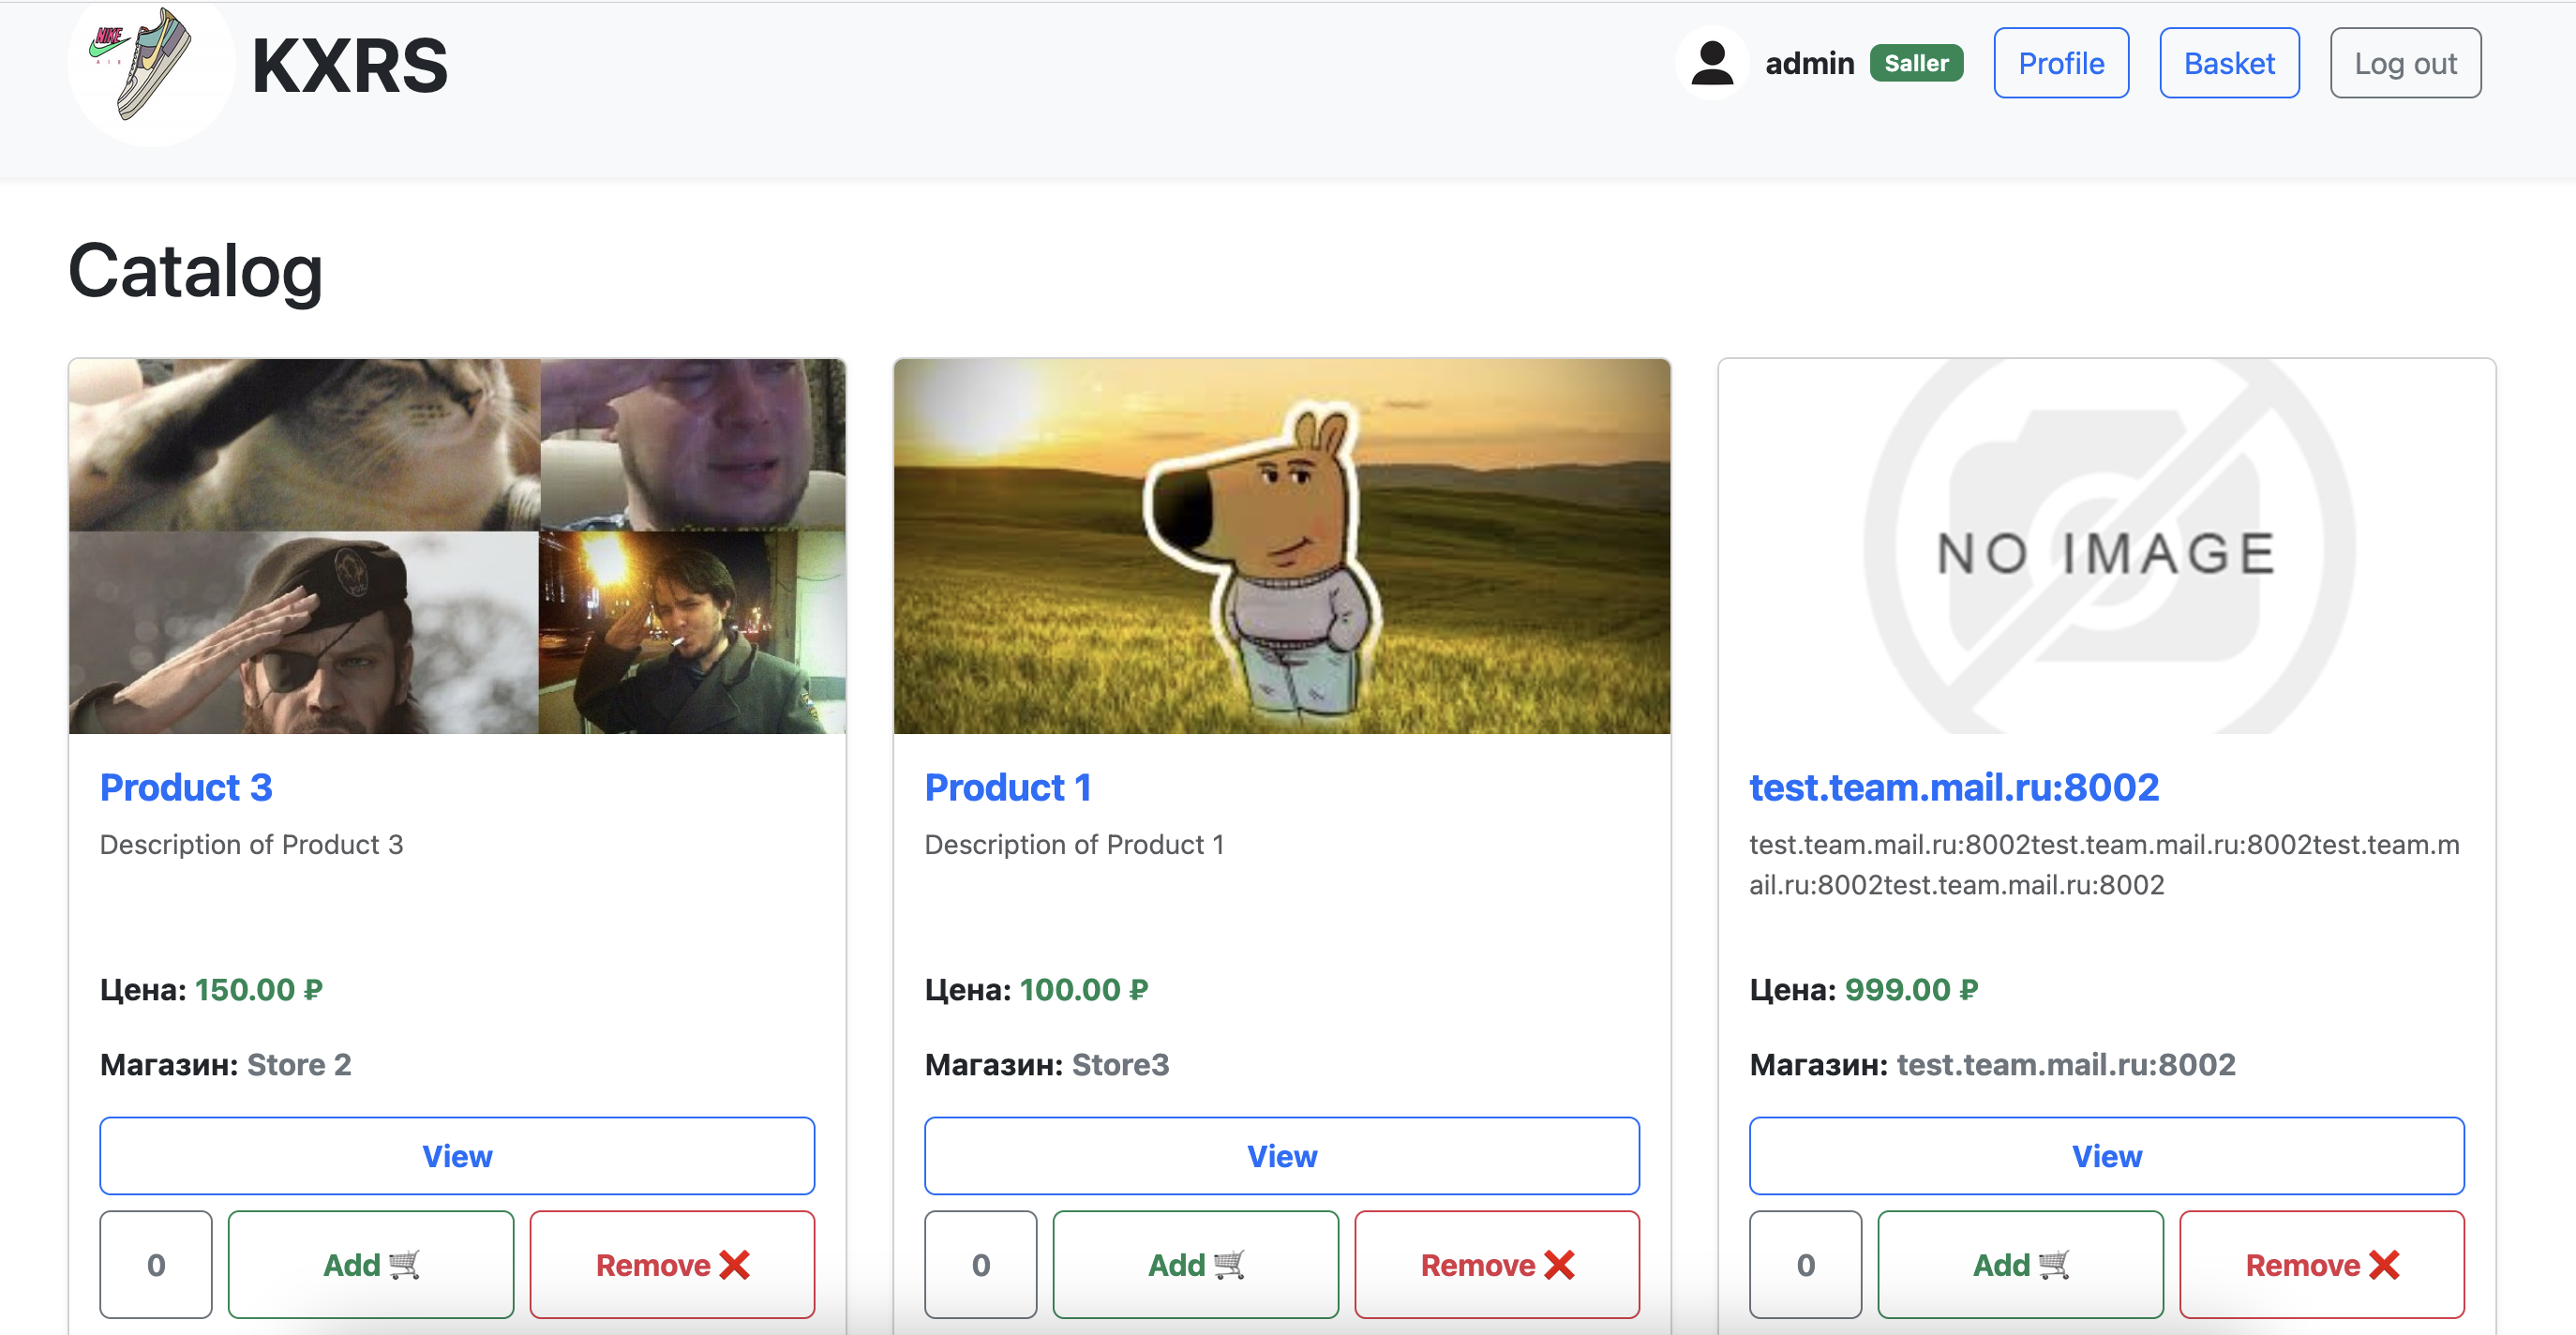 NIKE
AIR
KXRS
admin
Saller
Profile
Basket
Log out
Catalog
NO IMAGE
Product 3
Description of Product 3
Цена: 150.00 ₽
Магазин: Store 2
View
0
Add
Remove
Product 1
Description of Product 1
Цена: 100.00 ₽
Магазин: Store3
View
0
Add
Remove
test.team.mail.ru:8002
test.team.mail.ru:8002test.team.mail.ru:8002test.team.m
ail.ru:8002test.team.mail.ru:8002
Цена: 999.00 ₽
Магазин: test.team.mail.ru:8002
View
0
Add
Remove